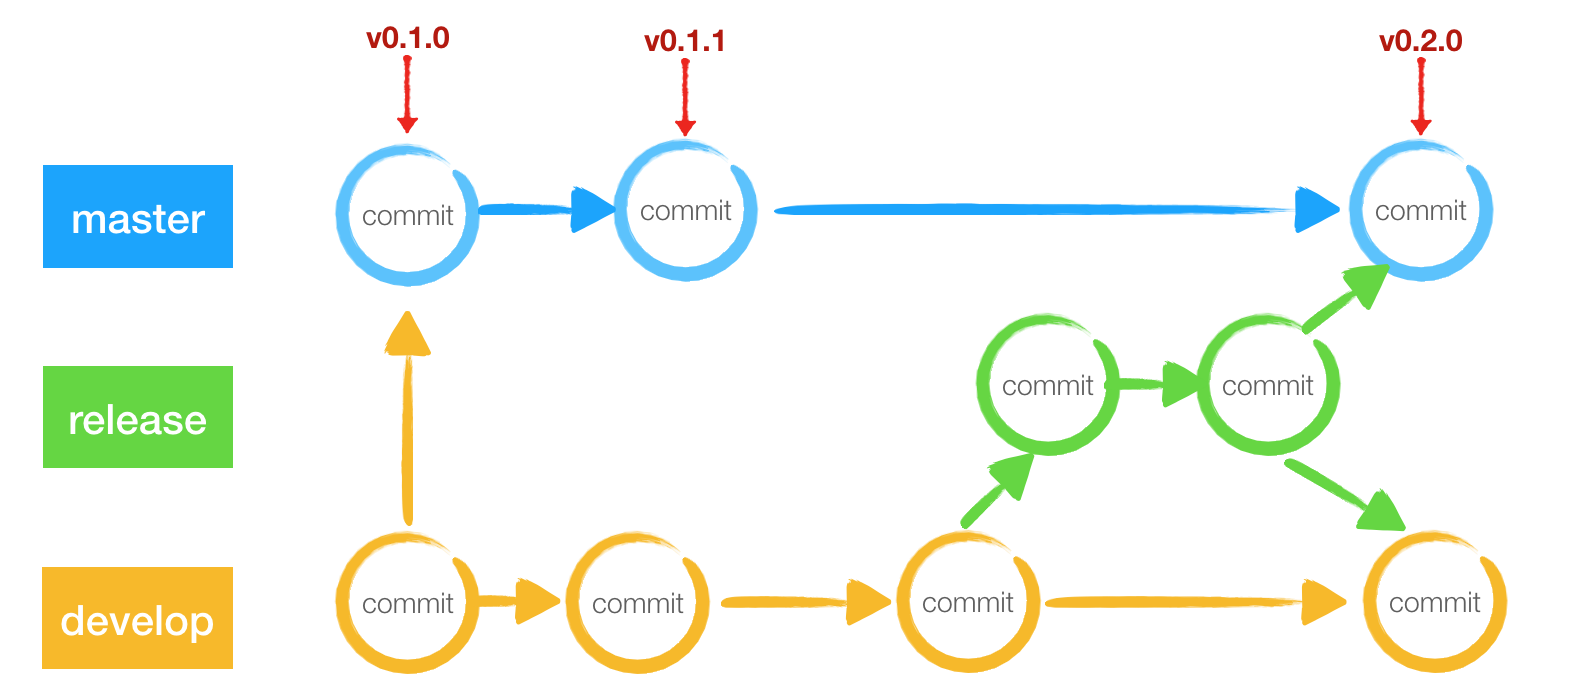 v0.1.0
v0.1.1
v0.2.0
master
commit
commit
commit
release
commit
commit
develop
commit
commit
commit
commit